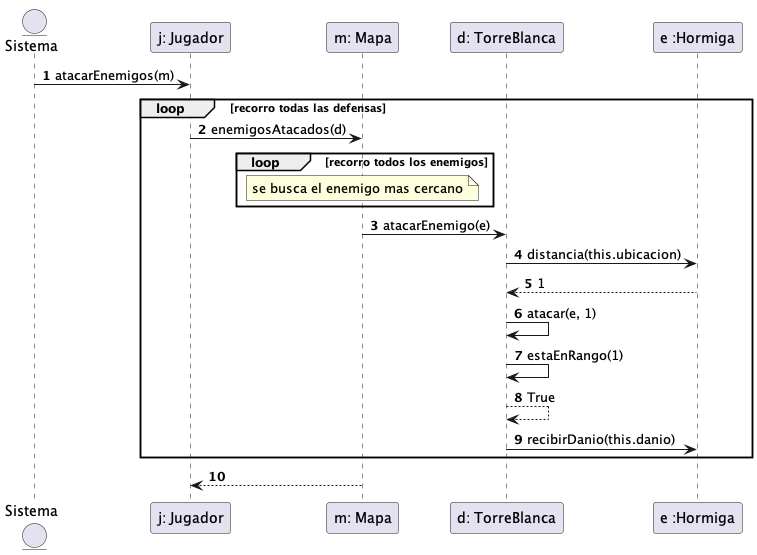 Sistema
j: Jugador
m: Mapa
d: TorreBlanca
e :Hormiga
1 atacarEnemigos(m)
loop [recorro todas las defensas]
2 enemigosAtacados(d)
loop [recorro todos los enemigos]
se busca el enemigo mas cercano
3 atacarEnemigo(e)
4 distancia(this.ubicacion)
5 1
6 atacar(e, 1)
7 estaEnRango(1)
8 True
9 recibirDanio(this.danio)
10
Sistema
j: Jugador
m: Mapa
d: TorreBlanca
e :Hormiga